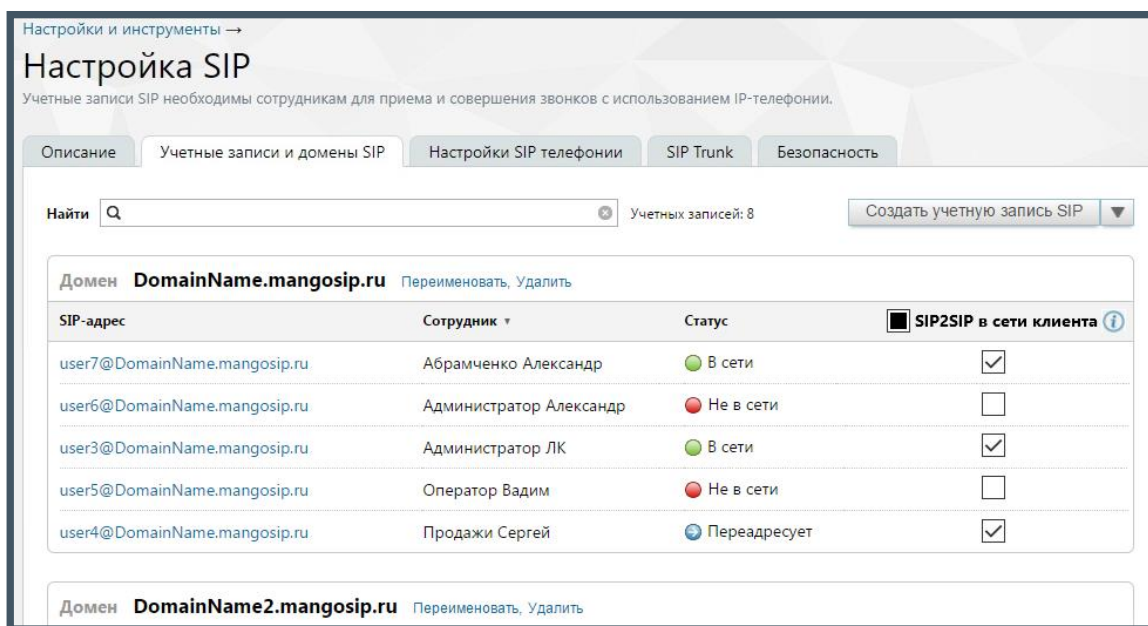 Настройки и инструменты →
Настройка SIP
Учетные записи SIP необходимы сотрудникам для приема и совершения звонков с использованием IP-телефонии.
Описание Учетные записи и домены SIP Настройки SIP телефонии SIP Trunk Безопасность
Найти Учетных записей: 8 Создать учетную запись SIP
Домен DomainName.mangosip.ru Переименовать, Удалить
SIP-адрес Сотрудник Статус SIP2SIP в сети клиента
user7@DomainName.mangosip.ru Абрамченко Александр В сети
user6@DomainName.mangosip.ru Администратор Александр Не в сети
user3@DomainName.mangosip.ru Администратор ЛК В сети
user5@DomainName.mangosip.ru Оператор Вадим Не в сети
user4@DomainName.mangosip.ru Продажи Сергей Переадресует
Домен DomainName2.mangosip.ru Переименовать, Удалить